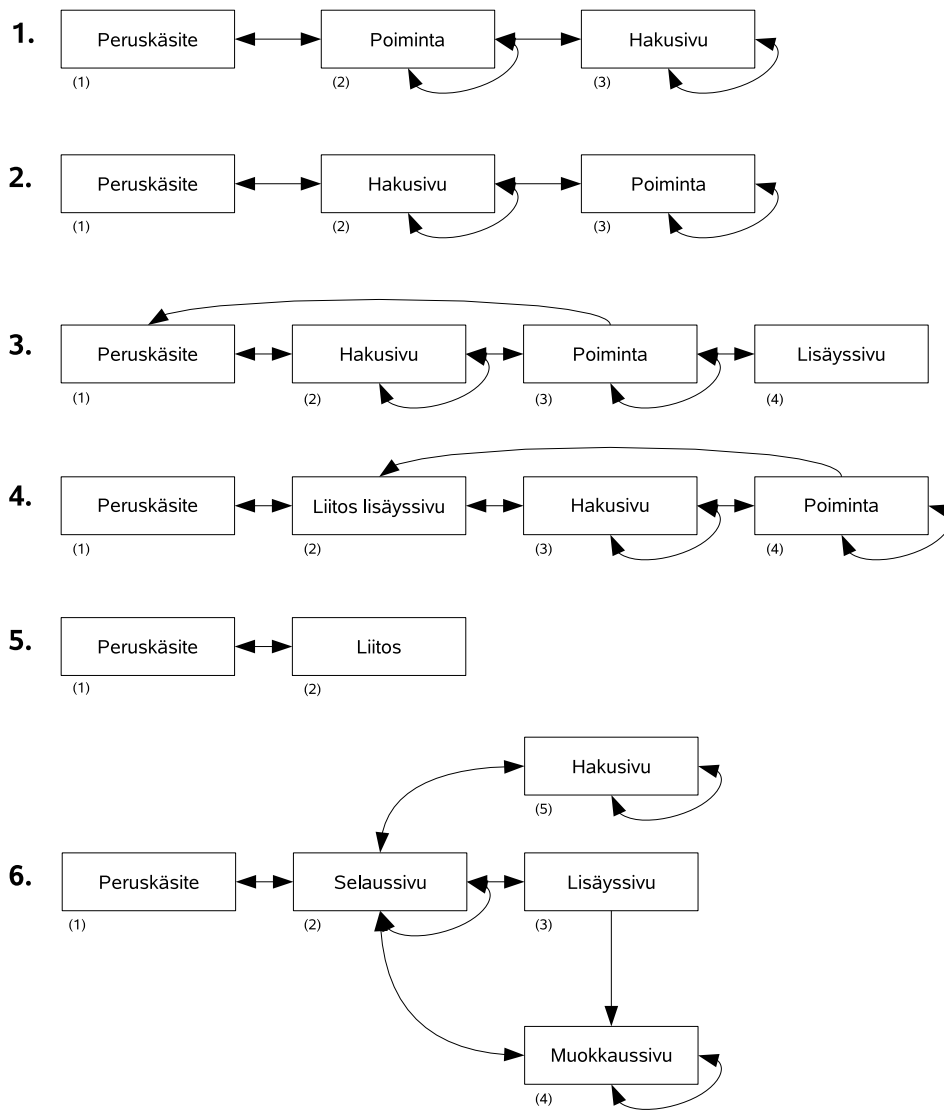 1. Peruskäsite Poiminta Hakusivu
(1) (2) (3)
2. Peruskäsite Hakusivu Poiminta
(1) (2) (3)
3. Peruskäsite Hakusivu Poiminta Lisäyssivu
(1) (2) (3) (4)
4. Peruskäsite Liitos lisäyssivu Hakusivu Poiminta
(1) (2) (3) (4)
5. Peruskäsite Liitos
(1) (2)
Hakusivu
(5)
6. Peruskäsite Selaussivu Lisäyssivu
(1) (2) (3)
Muokkaussivu
(4)